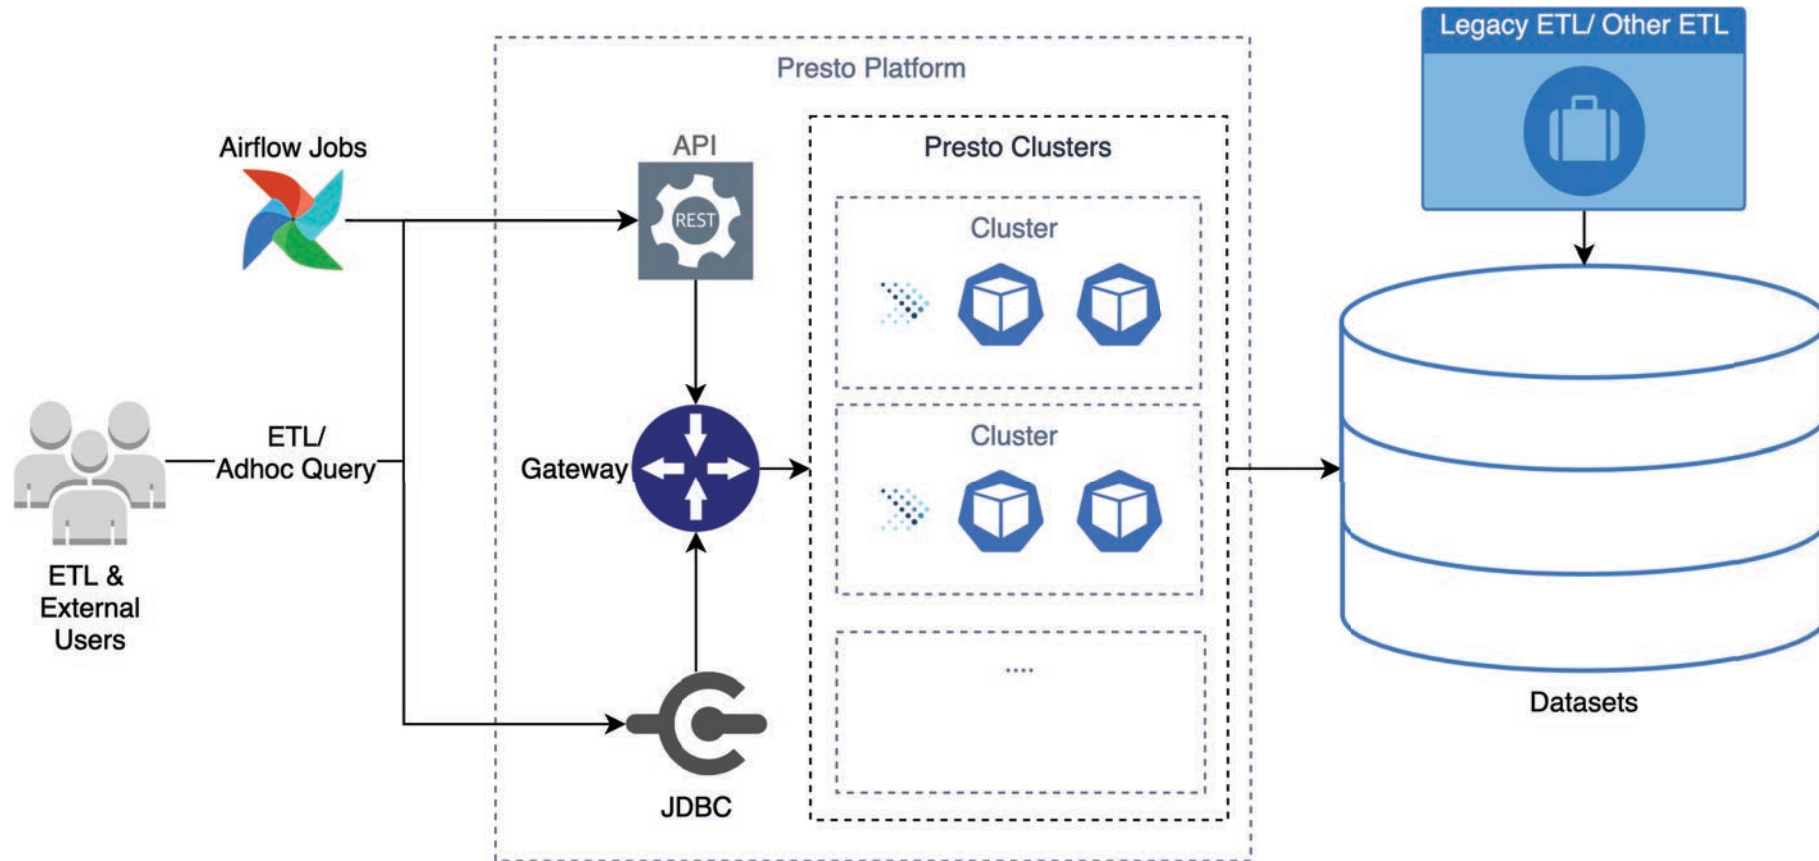 Legacy ETL/ Other ETL
Presto Platform
Airflow Jobs
API
REST
Presto Clusters
Cluster
ETL/
Adhoc Query
Gateway
Cluster
ETL &
External
Users
....
JDBC
Datasets